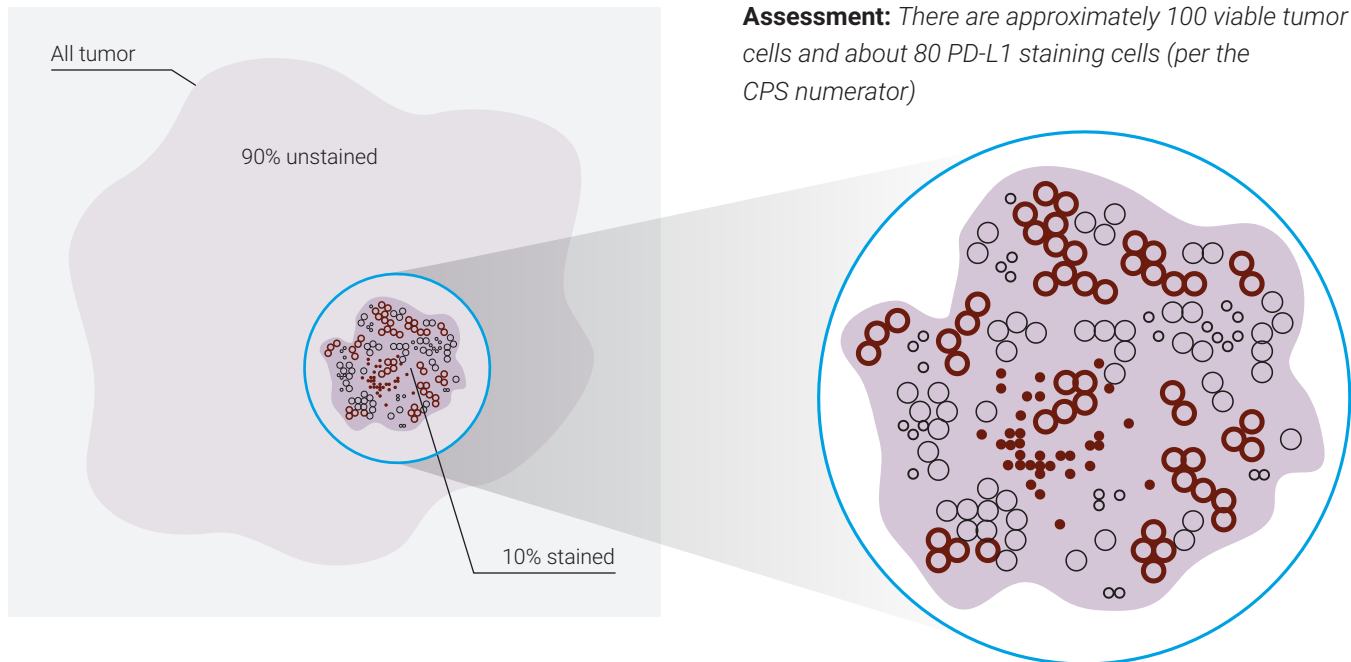 All tumor
90% unstained
10% stained
Assessment: There are approximately 100 viable tumor
cells and about 80 PD-L1 staining cells (per the
CPS numerator)